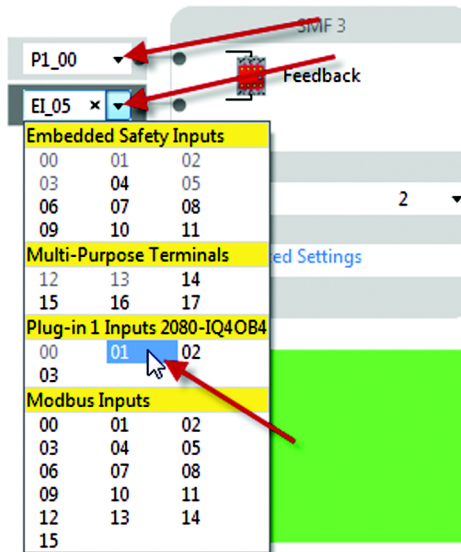 SMF 3
P1_00
Feedback
EI_05 ×
Embedded Safety Inputs
00 01 02
03 04 05
06 07 08
09 10 11
2
Multi-Purpose Terminals
12 13 14
15 16 17
ed Settings
Plug-in 1 Inputs 2080-IQ4OB4
00 01 02
03
Modbus Inputs
00 01 02
03 04 05
06 07 08
09 10 11
12 13 14
15